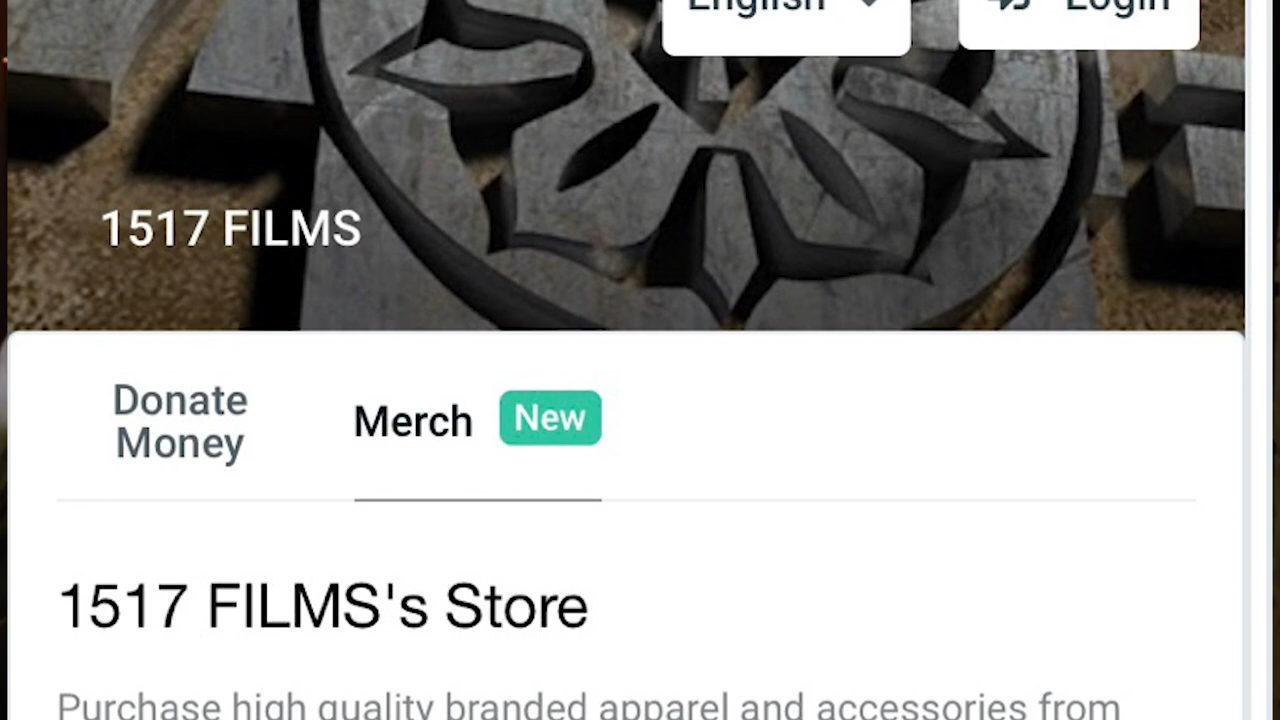 English
Login
1517 FILMS
Donate
Money
Merch
New
1517 FILMS's Store
Purchase high quality branded apparel and accessories from